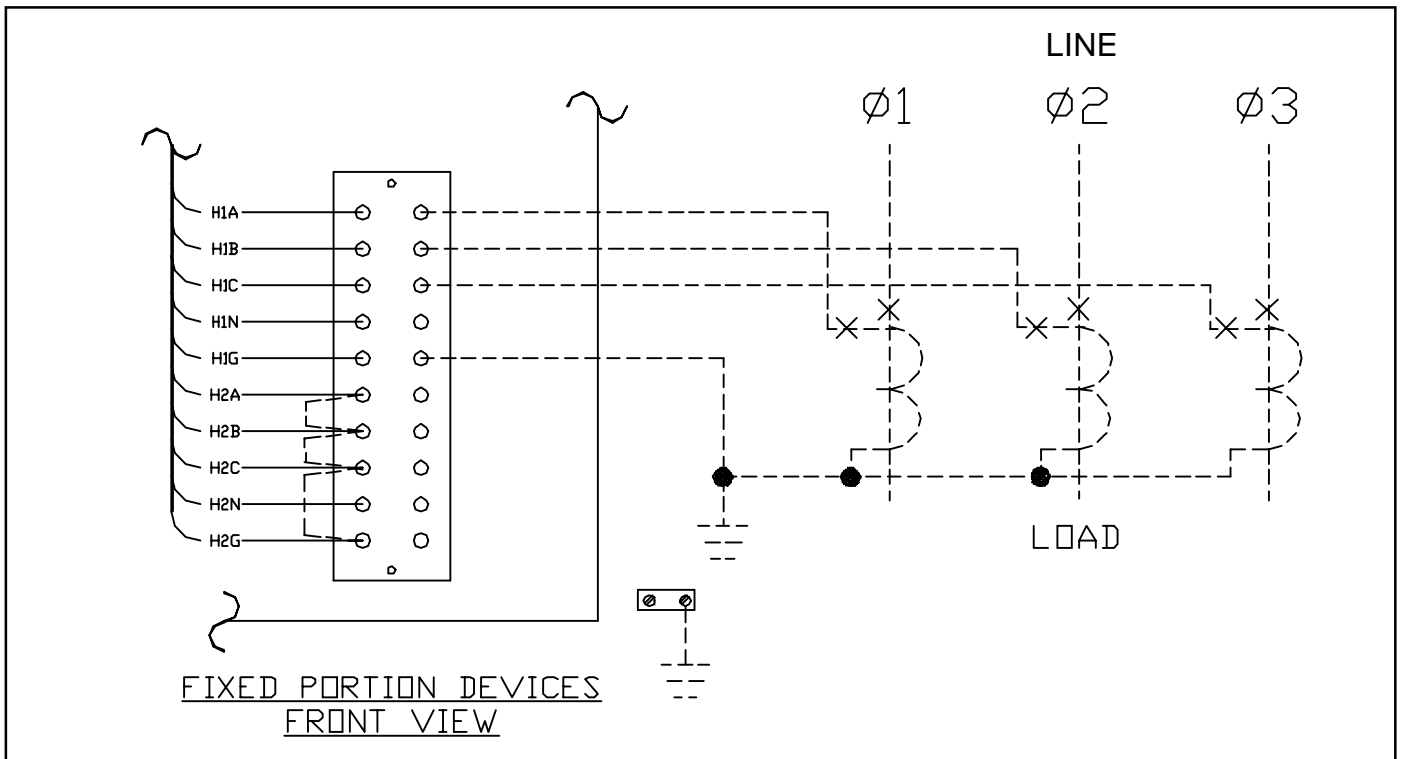 LINE
Ø1 Ø2 Ø3
H1A
H1B
H1C
H1N
H1G
H2A
H2B
H2C
H2N
H2G
LOAD
FIXED PORTION DEVICES
FRONT VIEW